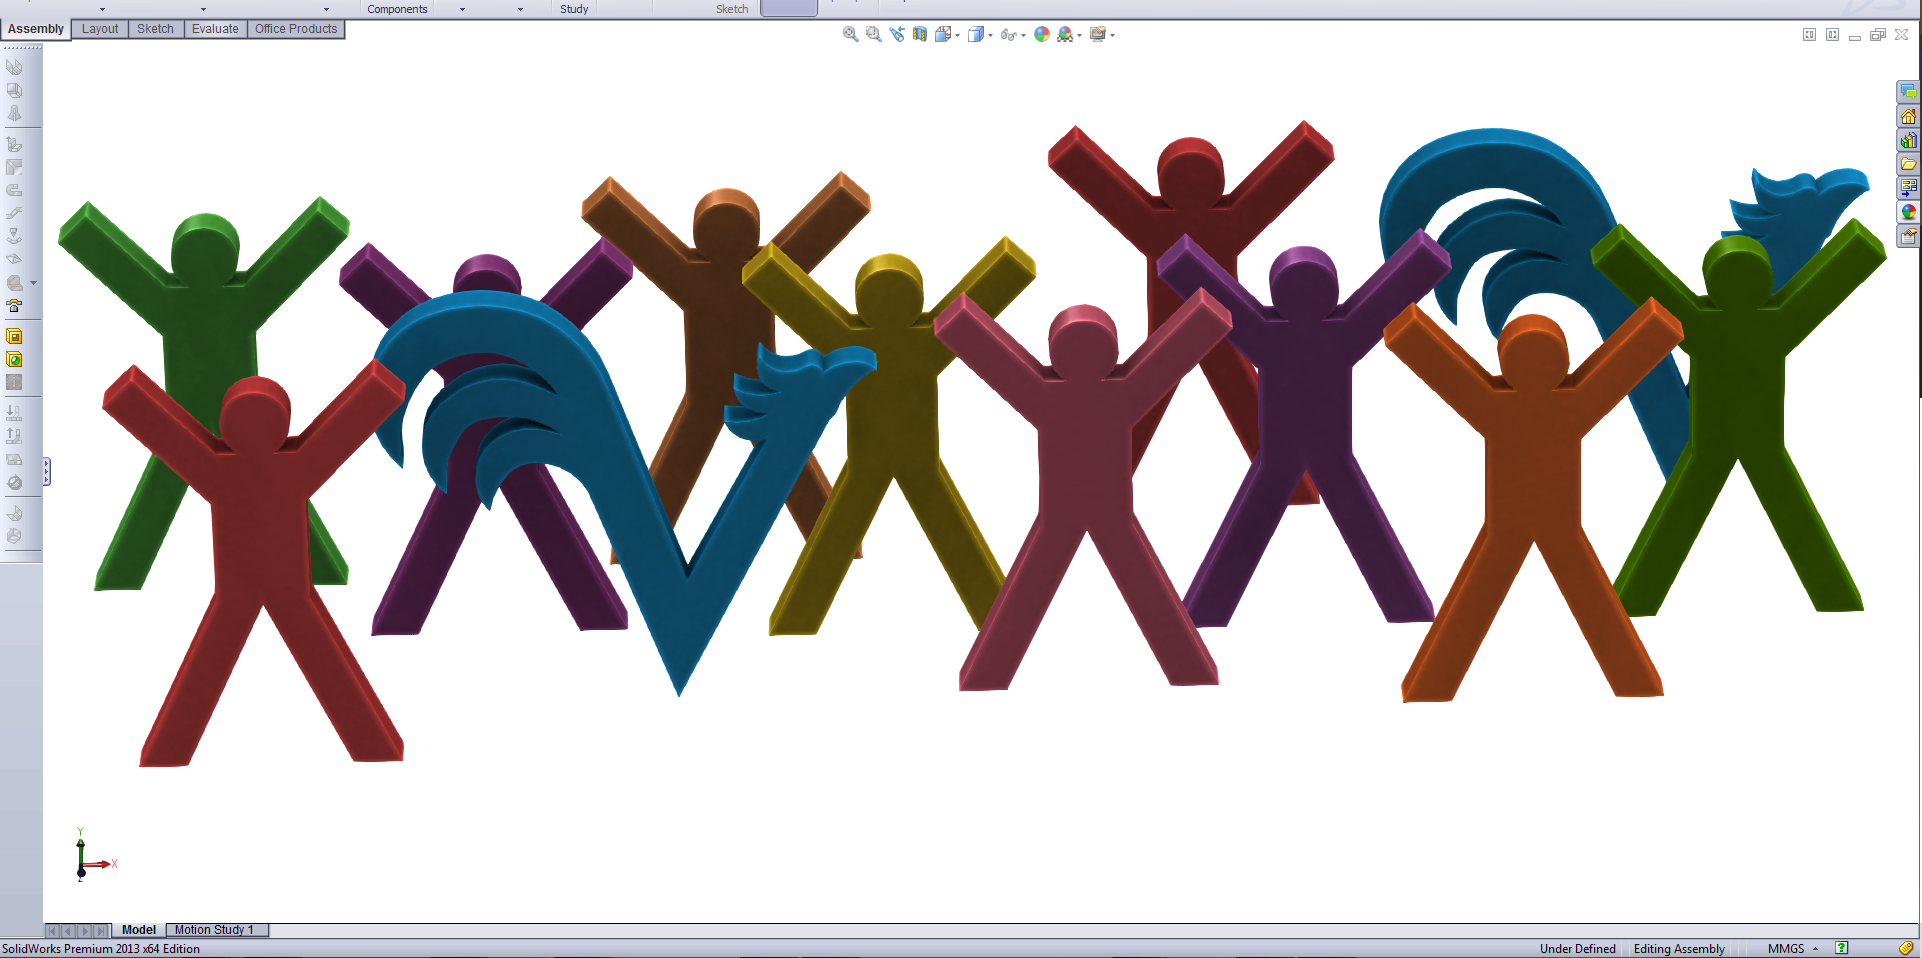 Components Study Sketch
Assembly Layout Sketch Evaluate Office Products
Y
X
Z
Model Motion Study 1
SolidWorks Premium 2013 x64 Edition Under Defined Editing Assembly MMGS ?